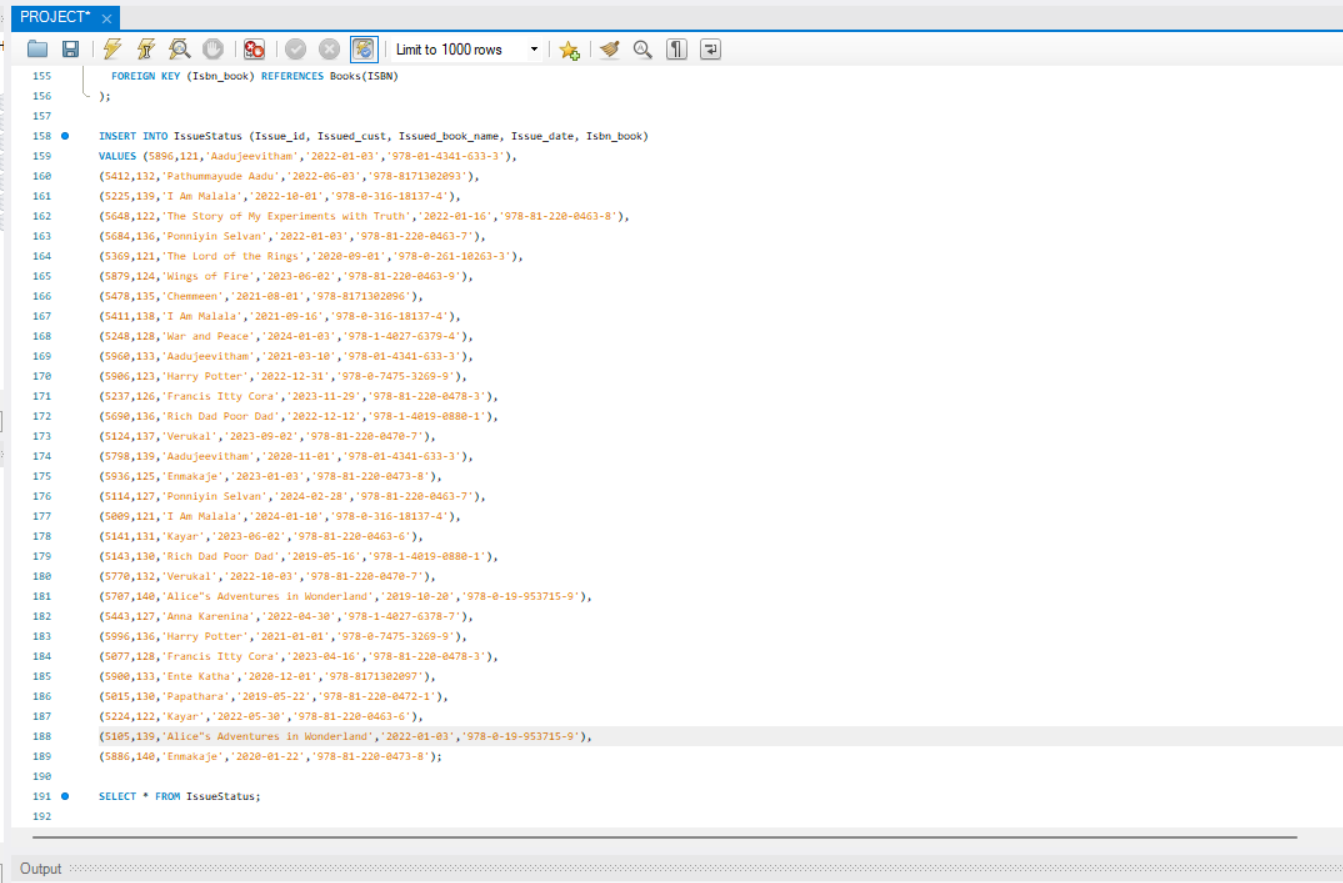 PROJECT*
Limit to 1000 rows
155 FOREIGN KEY (Isbn_book) REFERENCES Books(ISBN)
156 );
157
158 INSERT INTO IssueStatus (Issue_id, Issued_cust, Issued_book_name, Issue_date, Isbn_book)
159 VALUES (5896,121,'Aadujeevitham','2022-01-03','978-01-4341-633-3'),
160 (5412,132,'Pathummayude Aadu','2022-06-03','978-8171302093'),
161 (5225,139,'I Am Malala','2022-10-01','978-0-316-18137-4'),
162 (5648,122,'The Story of My Experiments with Truth','2022-01-16','978-81-220-0463-8'),
163 (5684,136,'Ponniyin Selvan','2022-01-03','978-81-220-0463-7'),
164 (5369,121,'The Lord of the Rings','2020-09-01','978-0-261-10263-3'),
165 (5879,124,'Wings of Fire','2023-06-02','978-81-220-0463-9'),
166 (5478,135,'Chemmeen','2021-08-01','978-8171302096'),
167 (5411,138,'I Am Malala','2021-09-16','978-0-316-18137-4'),
168 (5248,128,'War and Peace','2024-01-03','978-1-4027-6379-4'),
169 (5960,133,'Aadujeevitham','2021-03-10','978-01-4341-633-3'),
170 (5906,123,'Harry Potter','2022-12-31','978-0-7475-3269-9'),
171 (5237,126,'Francis Itty Cora','2023-11-29','978-81-220-0478-3'),
172 (5690,136,'Rich Dad Poor Dad','2022-12-12','978-1-4019-0880-1'),
173 (5124,137,'Verukal','2023-09-02','978-81-220-0470-7'),
174 (5798,139,'Aadujeevitham','2020-11-01','978-01-4341-633-3'),
175 (5936,125,'Enmakaje','2023-01-03','978-81-220-0473-8'),
176 (5114,127,'Ponniyin Selvan','2024-02-28','978-81-220-0463-7'),
177 (5009,121,'I Am Malala','2024-01-10','978-0-316-18137-4'),
178 (5141,131,'Kayar','2023-06-02','978-81-220-0463-6'),
179 (5143,130,'Rich Dad Poor Dad','2019-05-16','978-1-4019-0880-1'),
180 (5770,132,'Verukal','2022-10-03','978-81-220-0470-7'),
181 (5707,140,'Alice"s Adventures in Wonderland','2019-10-20','978-0-19-953715-9'),
182 (5443,127,'Anna Karenina','2022-04-30','978-1-4027-6378-7'),
183 (5996,136,'Harry Potter','2021-01-01','978-0-7475-3269-9'),
184 (5077,128,'Francis Itty Cora','2023-04-16','978-81-220-0478-3'),
185 (5900,133,'Ente Katha','2020-12-01','978-8171302097'),
186 (5015,130,'Papathara','2019-05-22','978-81-220-0472-1'),
187 (5224,122,'Kayar','2022-05-30','978-81-220-0463-6'),
188 (5105,139,'Alice"s Adventures in Wonderland','2022-01-03','978-0-19-953715-9'),
189 (5886,140,'Enmakaje','2020-01-22','978-81-220-0473-8');
190
191 SELECT * FROM IssueStatus;
192
Output